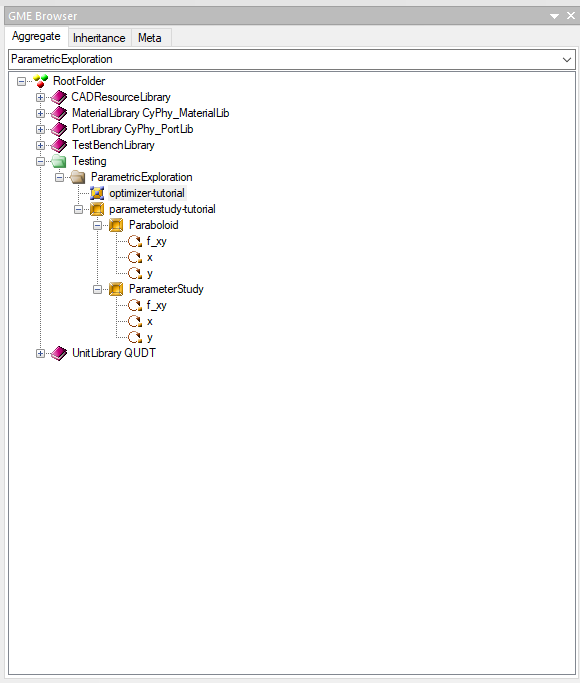 GME Browser
Aggregate Inheritance Meta
ParametricExploration
RootFolder
CADResourceLibrary
MaterialLibrary CyPhy_MaterialLib
PortLibrary CyPhy_PortLib
TestBenchLibrary
Testing
ParametricExploration
optimizer-tutorial
parameterstudy-tutorial
Paraboloid
f_xy
x
y
ParameterStudy
f_xy
x
y
UnitLibrary QUDT